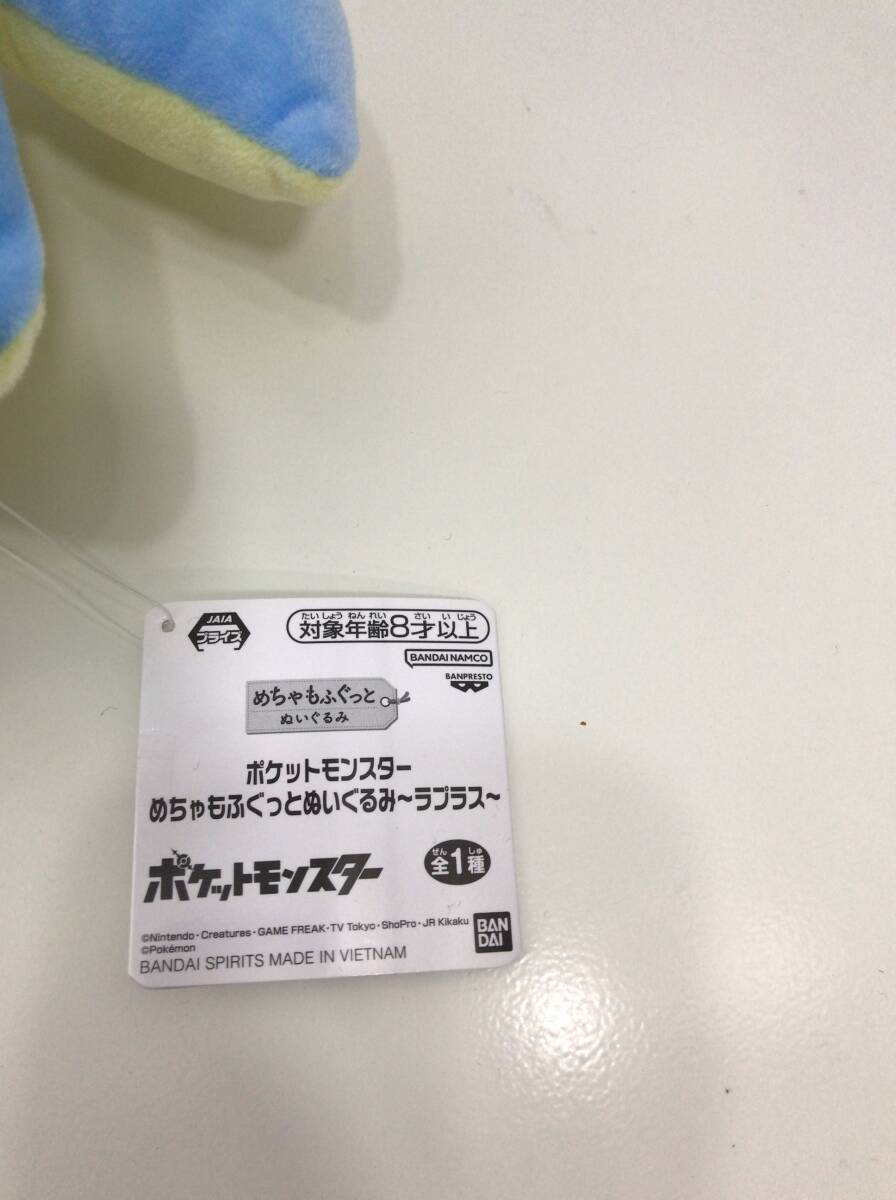 JAIA
プライズ
たいしょうねんれい さいいじょう
対象年齢8才以上
BANDAI NAMCO
BANPRESTO
めちゃもふぐっと
ぬいぐるみ
ポケットモンスター
めちゃもふぐっとぬいぐるみ～ラプラス～
ポケットモンスター
ぜん しゅ
全1種
©Nintendo・Creatures・GAME FREAK・TV Tokyo・ShoPro・JR Kikaku
©Pokémon
BANDAI SPIRITS MADE IN VIETNAM
BAN
DAI